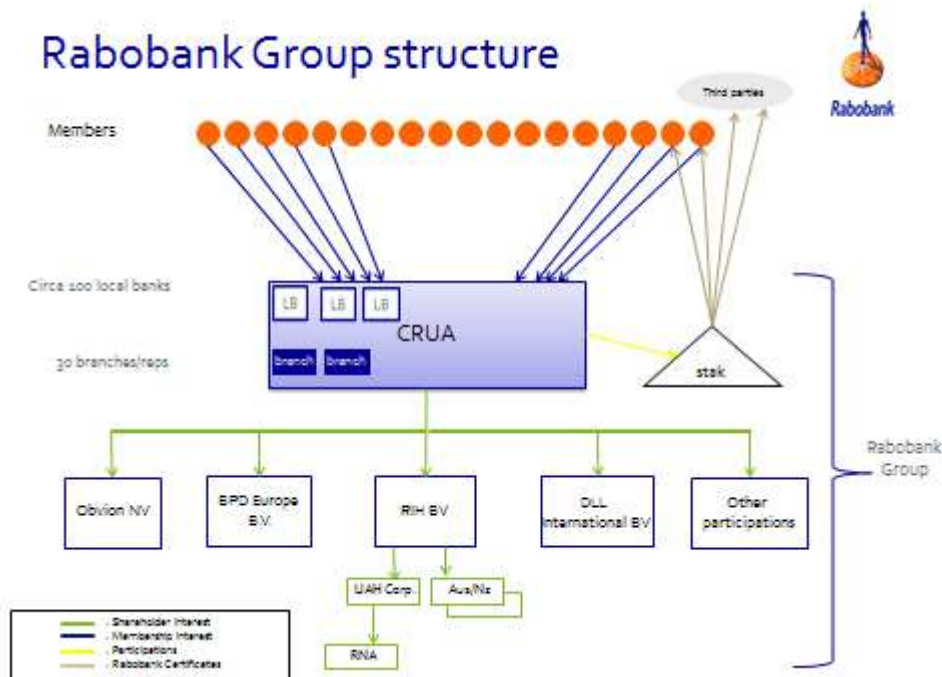 Rabobank Group structure
Third parties
Rabobank
Members
Circa 100 local banks
LB
LB
LB
CRUA
30 branches/reps
branch
branch
stak
Rabobank
Group
Obvion NV
BPD Europe
B.V.
RIH BV
DLL
International BV
Other
participations
UAH Corp.
Aus/Nz
RNA
: Shareholder Interest
: Membership Interest
: Participations
: Rabobank Certificates